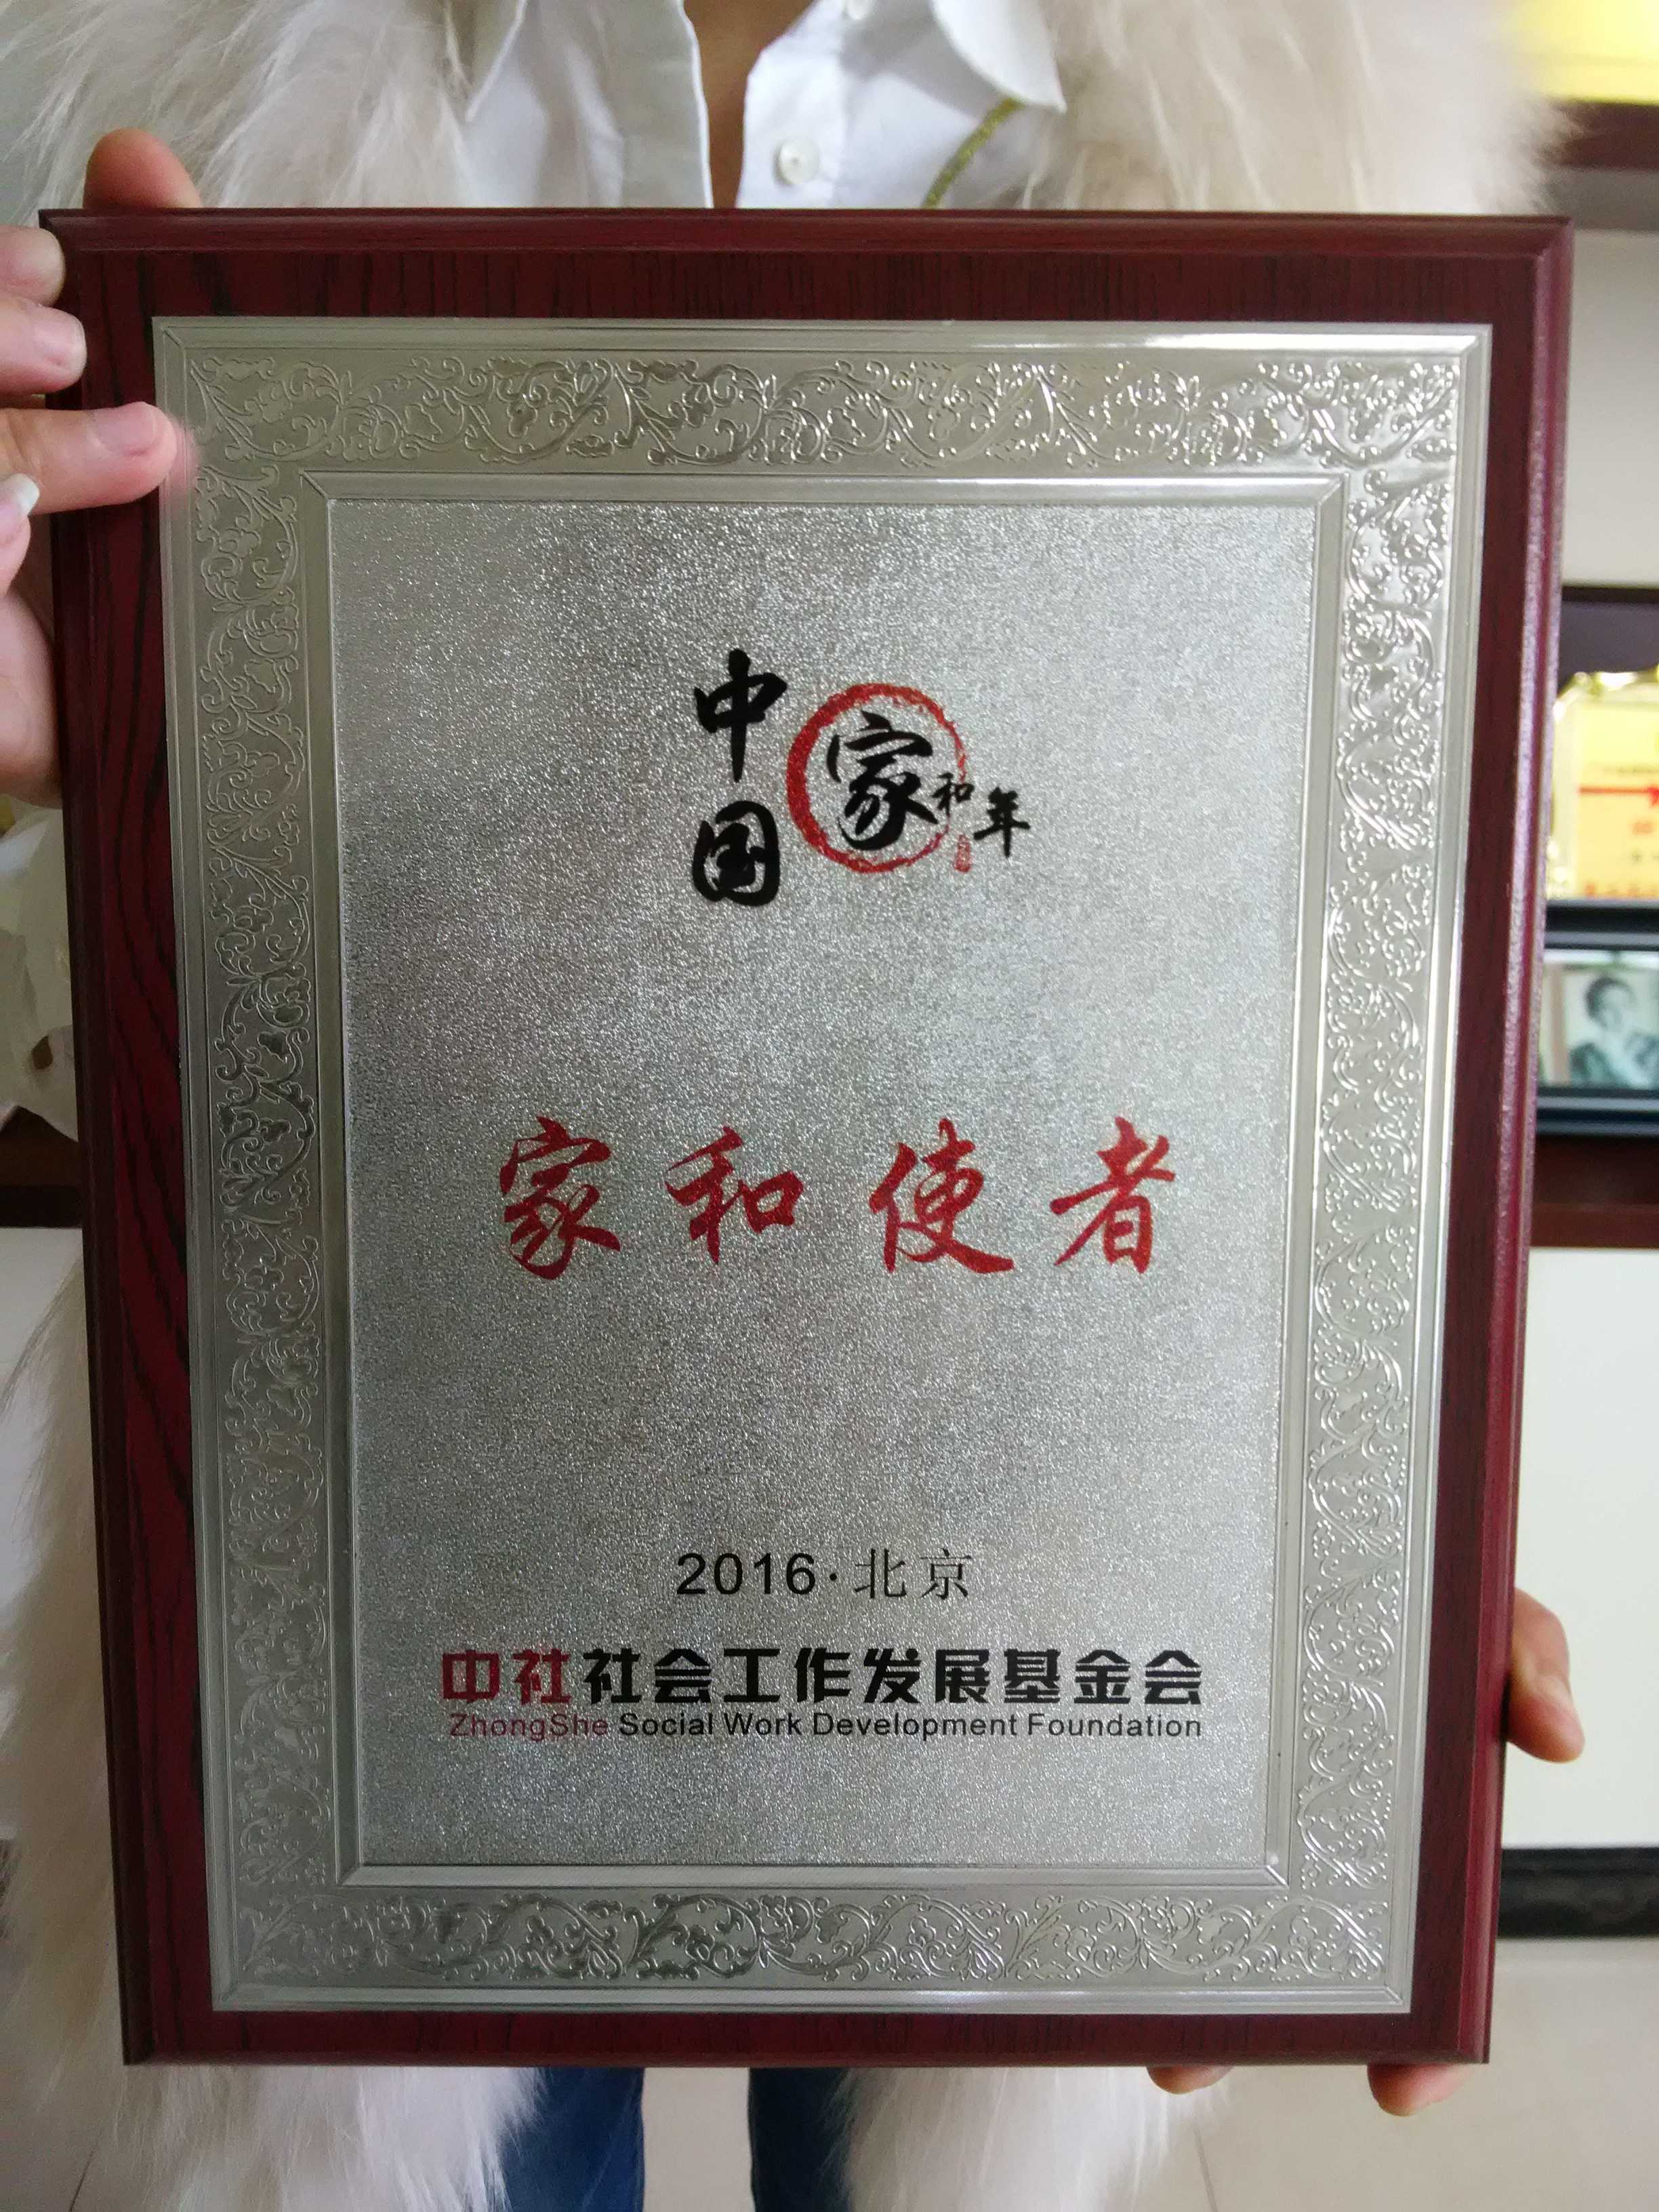 中国家和年
家和使者
2016·北京
中社社会工作发展基金会
ZhongShe Social Work Development Foundation